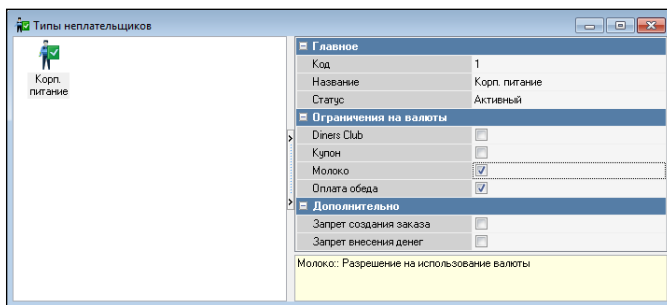 Типы неплательщиков
Корп.
питание
Главное
Код 1
Название Корп. питание
Статус Активный
Ограничения на валюты
Diners Club
Купон
Молоко
Оплата обеда
Дополнительно
Запрет создания заказа
Запрет внесения денег
Молоко:: Разрешение на использование валюты